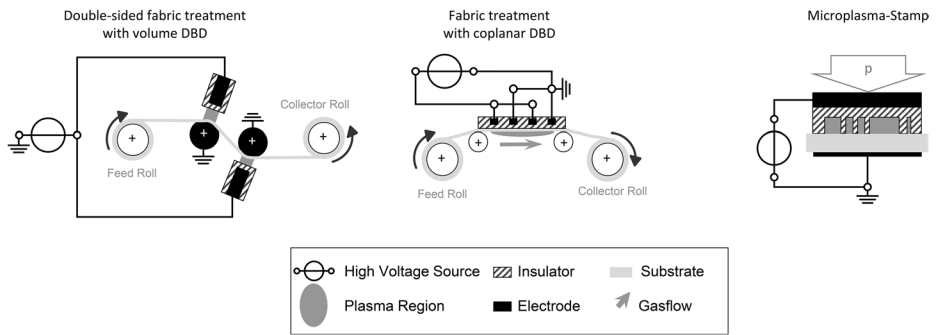 Double-sided fabric treatment
with volume DBD
Fabric treatment
with coplanar DBD
Microplasma-Stamp
Collector Roll
Feed Roll
Feed Roll
Collector Roll
p
High Voltage Source
Insulator
Substrate
Plasma Region
Electrode
Gasflow